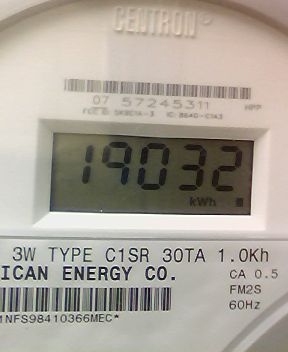 CENTRON®
07 57245311
19032
kWh
3W TYPE C1SR 30TA 1.0Kh
ICAN ENERGY CO.
CA 0.5
FM2S
60Hz
1NFS98410366MEC*